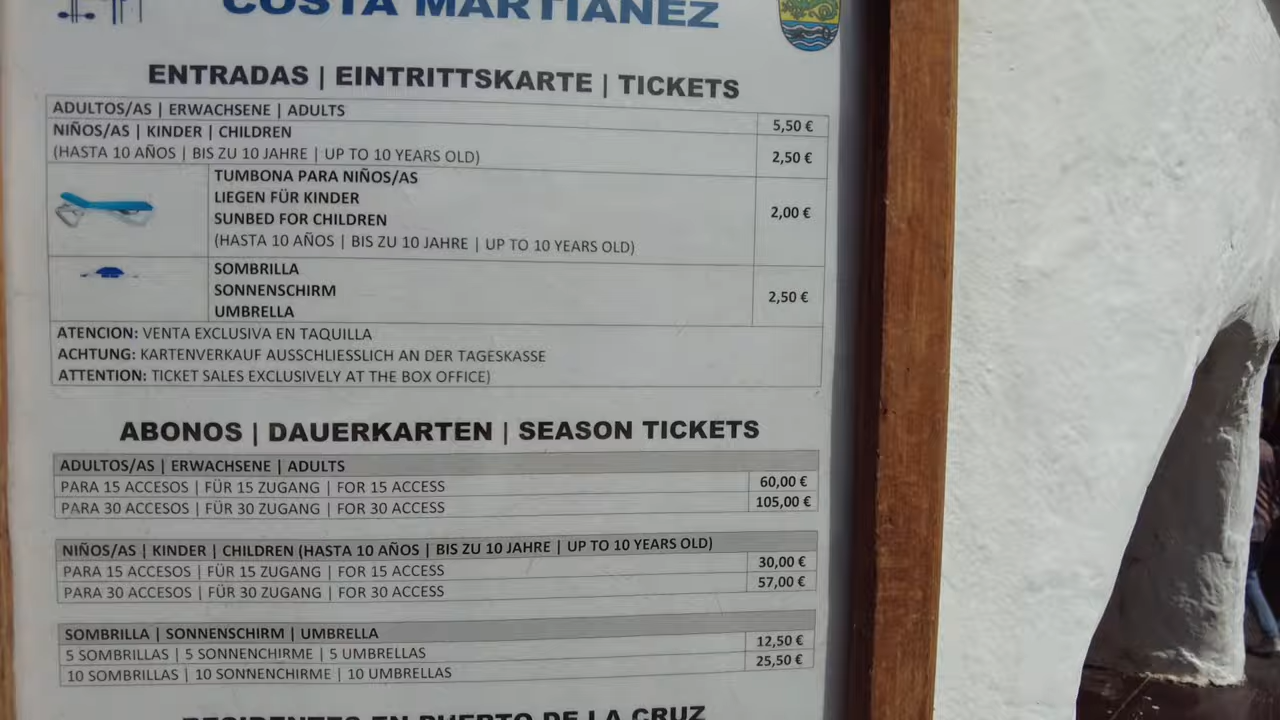 COSTA MARTIÁNEZ
ENTRADAS | EINTRITTSKARTE | TICKETS
ADULTOS/AS | ERWACHSENE | ADULTS 5,50 €
NIÑOS/AS | KINDER | CHILDREN
(HASTA 10 AÑOS | BIS ZU 10 JAHRE | UP TO 10 YEARS OLD) 2,50 €
TUMBONA PARA NIÑOS/AS
LIEGEN FÜR KINDER
SUNBED FOR CHILDREN 2,00 €
(HASTA 10 AÑOS | BIS ZU 10 JAHRE | UP TO 10 YEARS OLD)
SOMBRILLA
SONNENSCHIRM 2,50 €
UMBRELLA
ATENCION: VENTA EXCLUSIVA EN TAQUILLA
ACHTUNG: KARTENVERKAUF AUSSCHLIESSLICH AN DER TAGESKASSE
ATTENTION: TICKET SALES EXCLUSIVELY AT THE BOX OFFICE)
ABONOS | DAUERKARTEN | SEASON TICKETS
ADULTOS/AS | ERWACHSENE | ADULTS
PARA 15 ACCESOS | FÜR 15 ZUGANG | FOR 15 ACCESS 60,00 €
PARA 30 ACCESOS | FÜR 30 ZUGANG | FOR 30 ACCESS 105,00 €
NIÑOS/AS | KINDER | CHILDREN (HASTA 10 AÑOS | BIS ZU 10 JAHRE | UP TO 10 YEARS OLD)
PARA 15 ACCESOS | FÜR 15 ZUGANG | FOR 15 ACCESS 30,00 €
PARA 30 ACCESOS | FÜR 30 ZUGANG | FOR 30 ACCESS 57,00 €
SOMBRILLA | SONNENSCHIRM | UMBRELLA
5 SOMBRILLAS | 5 SONNENCHIRME | 5 UMBRELLAS 12,50 €
10 SOMBRILLAS | 10 SONNENCHIRME | 10 UMBRELLAS 25,50 €
RESIDENTES EN PUERTO DE LA CRUZ